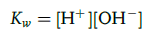 K_w = [H⁺][OH⁻]